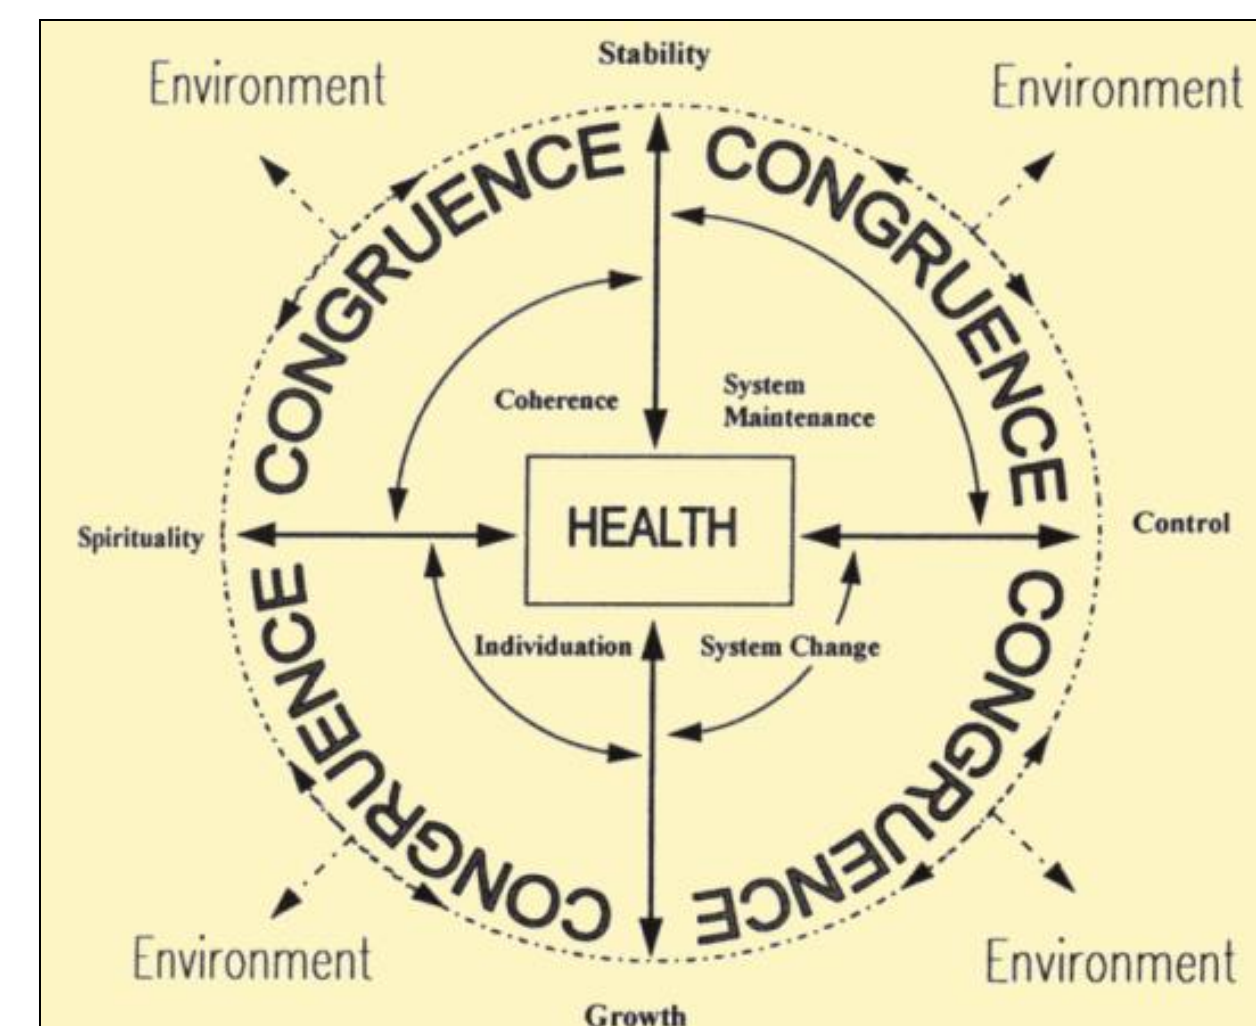 Stability
Environment
Environment
CONGRUENCE
CONGRUENCE
Coherence
System
Maintenance
HEALTH
Spirituality
Control
Individuation
System Change
CONGRUENCE
CONGRUENCE
Environment
Environment
Growth